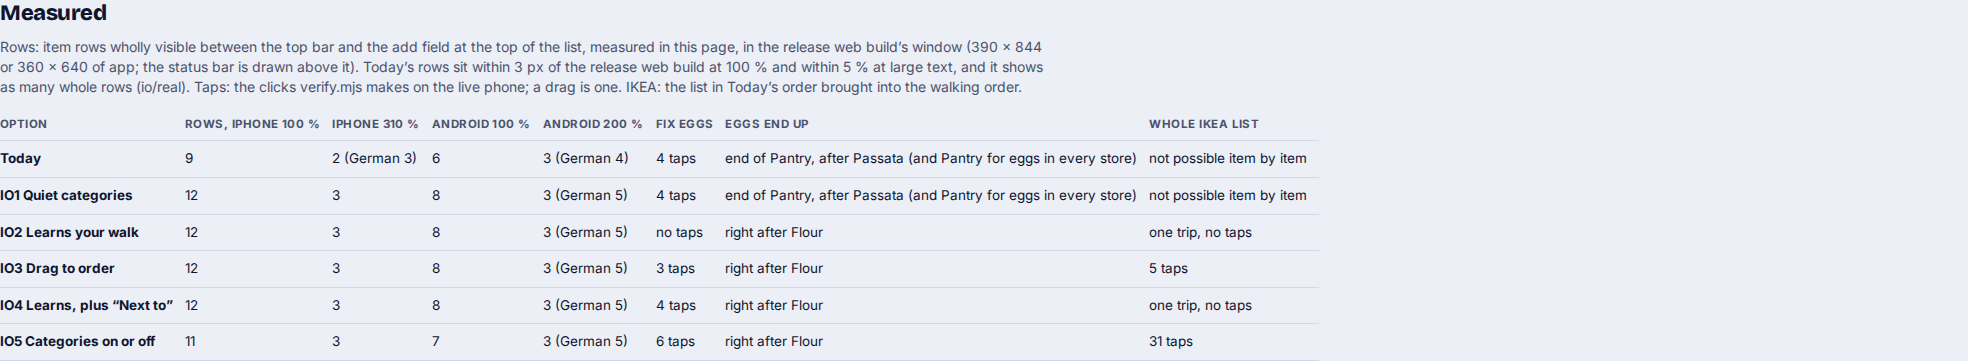 Measured
Rows: item rows wholly visible between the top bar and the add field at the top of the list, measured in this page, in the release web build’s window (390 × 844
or 360 × 640 of app; the status bar is drawn above it). Today’s rows sit within 3 px of the release web build at 100 % and within 5 % at large text, and it shows
as many whole rows (io/real). Taps: the clicks verify.mjs makes on the live phone; a drag is one. IKEA: the list in Today’s order brought into the walking order.
OPTION ROWS, IPHONE 100 % IPHONE 310 % ANDROID 100 % ANDROID 200 % FIX EGGS EGGS END UP WHOLE IKEA LIST
Today 9 2 (German 3) 6 3 (German 4) 4 taps end of Pantry, after Passata (and Pantry for eggs in every store) not possible item by item
IO1 Quiet categories 12 3 8 3 (German 5) 4 taps end of Pantry, after Passata (and Pantry for eggs in every store) not possible item by item
IO2 Learns your walk 12 3 8 3 (German 5) no taps right after Flour one trip, no taps
IO3 Drag to order 12 3 8 3 (German 5) 3 taps right after Flour 5 taps
IO4 Learns, plus “Next to” 12 3 8 3 (German 5) 4 taps right after Flour one trip, no taps
IO5 Categories on or off 11 3 7 3 (German 5) 6 taps right after Flour 31 taps